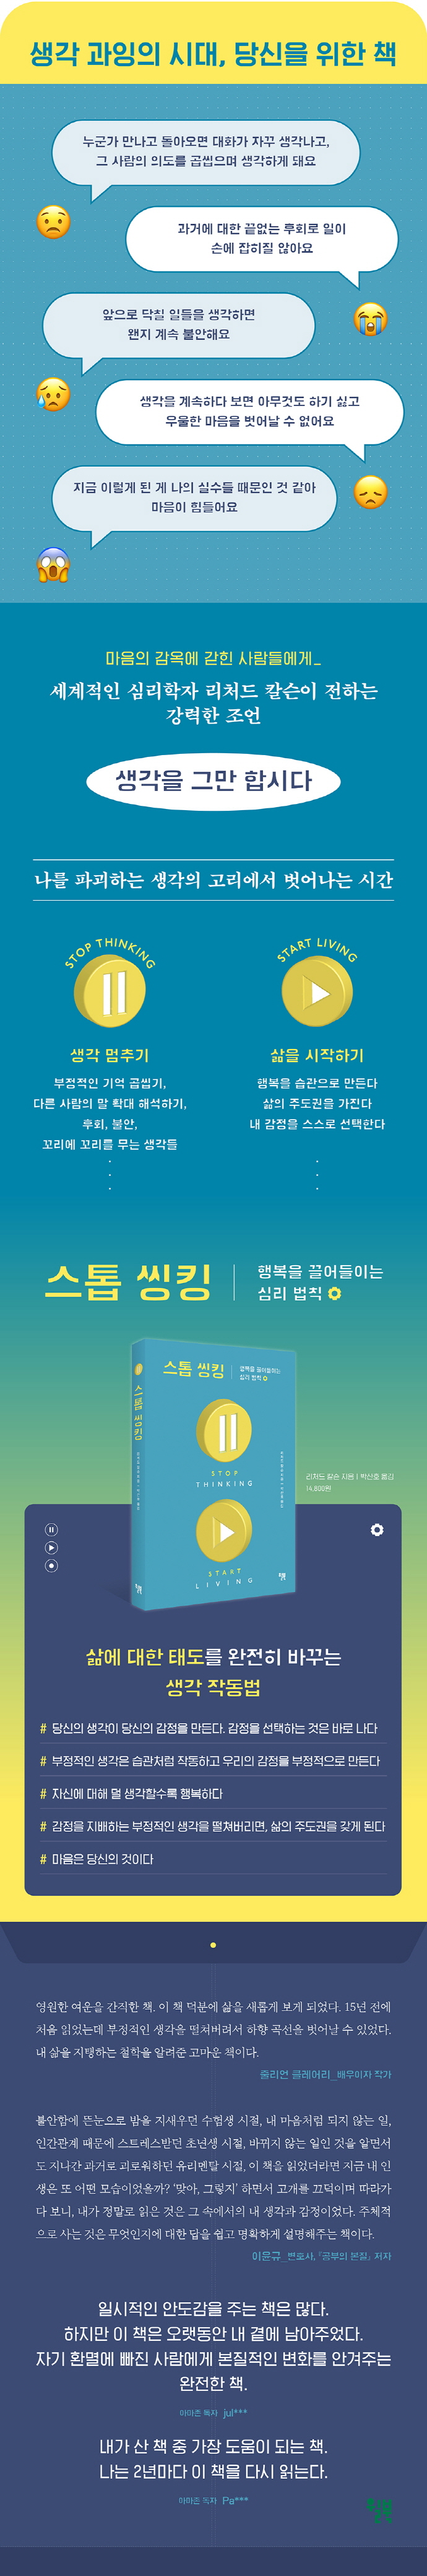 생각 과잉의 시대, 당신을 위한 책
누군가 만나고 돌아오면 대화가 자꾸 생각나고,
그 사람의 의도를 곱씹으며 생각하게 돼요
과거에 대한 끝없는 후회로 일이
손에 잡히질 않아요
앞으로 닥칠 일들을 생각하면
왠지 계속 불안해요
생각을 계속하다 보면 아무것도 하기 싫고
우울한 마음을 벗어날 수 없어요
지금 이렇게 된 게 나의 실수들 때문인 것 같아
마음이 힘들어요
마음의 감옥에 갇힌 사람들에게_
세계적인 심리학자 리처드 칼슨이 전하는
강력한 조언
생각을 그만 합시다
나를 파괴하는 생각의 고리에서 벗어나는 시간
STOP THINKING
생각 멈추기
부정적인 기억 곱씹기,
다른 사람의 말 확대 해석하기,
후회, 불안,
꼬리에 꼬리를 무는 생각들
START LIVING
삶을 시작하기
행복을 습관으로 만든다
삶의 주도권을 가진다
내 감정을 스스로 선택한다
스톱 씽킹
행복을 끌어들이는
심리 법칙
스톱 씽킹
행복을 끌어들이는
심리 법칙
스톱 씽킹
STOP
THINKING
START
LIVING
리처드 칼슨 지음 | 박산호 옮김
14,800원
삶에 대한 태도를 완전히 바꾸는
생각 작동법
# 당신의 생각이 당신의 감정을 만든다. 감정을 선택하는 것은 바로 나다
# 부정적인 생각은 습관처럼 작동하고 우리의 감정을 부정적으로 만든다
# 자신에 대해 덜 생각할수록 행복하다
# 감정을 지배하는 부정적인 생각을 떨쳐버리면, 삶의 주도권을 갖게 된다
# 마음은 당신의 것이다
영원한 여운을 간직한 책. 이 책 덕분에 삶을 새롭게 보게 되었다. 15년 전에
처음 읽었는데 부정적인 생각을 떨쳐버려서 하향 곡선을 벗어날 수 있었다.
내 삶을 지탱하는 철학을 알려준 고마운 책이다.
줄리언 클레어리_배우이자 작가
불안함에 뜬눈으로 밤을 지새우던 수험생 시절, 내 마음처럼 되지 않는 일,
인간관계 때문에 스트레스받던 초년생 시절, 바뀌지 않는 일인 것을 알면서
도 지나간 과거로 괴로워하던 유리멘탈 시절, 이 책을 읽었더라면 지금 내 인
생은 또 어떤 모습이었을까? ‘맞아, 그렇지’ 하면서 고개를 끄덕이며 따라가
다 보니, 내가 정말로 읽은 것은 그 속에서의 내 생각과 감정이었다. 주체적
으로 사는 것은 무엇인지에 대한 답을 쉽고 명확하게 설명해주는 책이다.
이윤규_변호사, 『공부의 본질』 저자
일시적인 안도감을 주는 책은 많다.
하지만 이 책은 오랫동안 내 곁에 남아주었다.
자기 환멸에 빠진 사람에게 본질적인 변화를 안겨주는
완전한 책.
아마존 독자 jul***
내가 산 책 중 가장 도움이 되는 책.
나는 2년마다 이 책을 다시 읽는다.
아마존 독자 Pa***